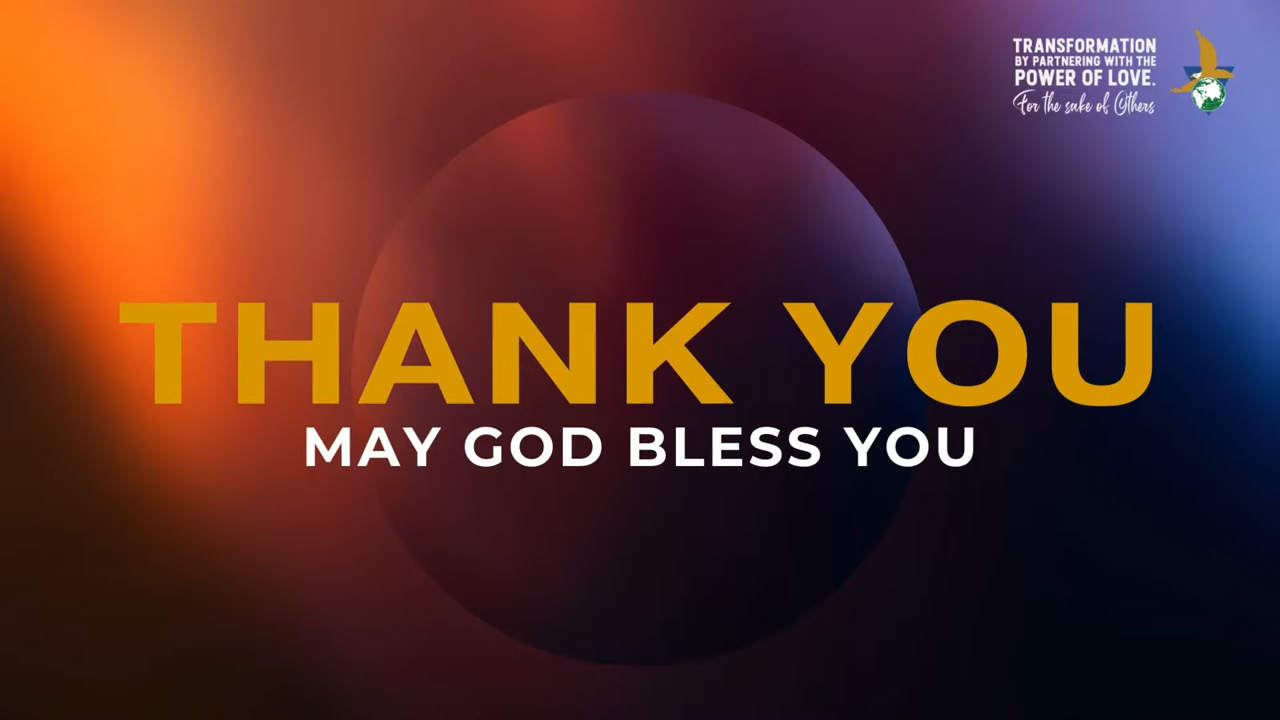 TRANSFORMATION
BY PARTNERING WITH THE
POWER OF LOVE.
For the sake of Others
THANK YOU
MAY GOD BLESS YOU